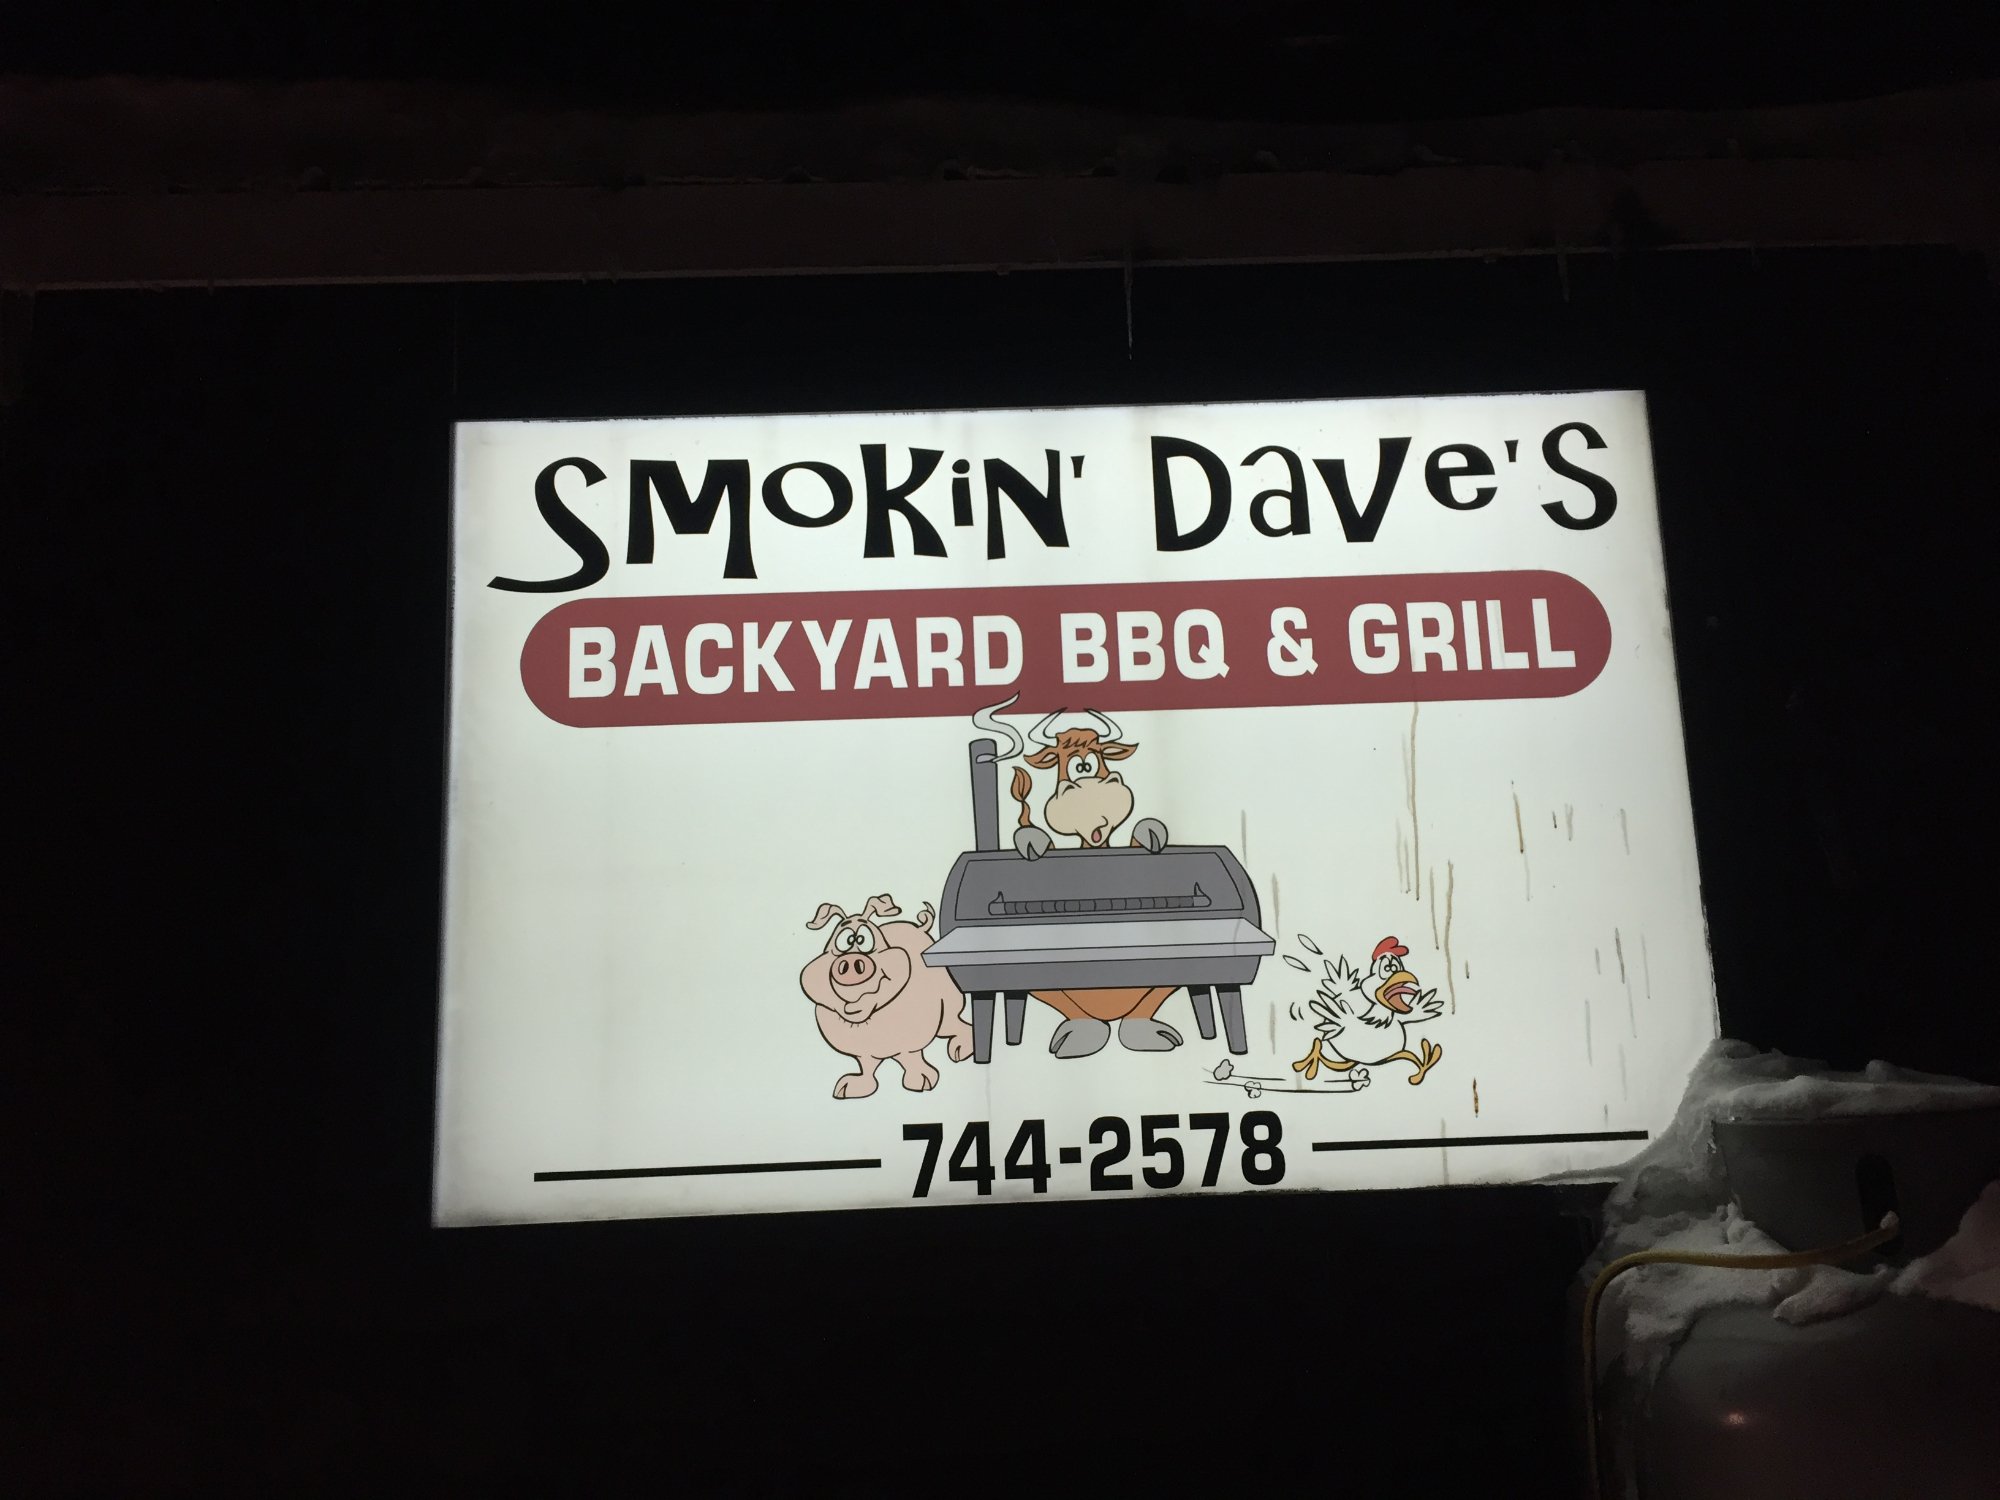 SMOKiN' DaVe'S
BACKYARD BBQ & GRILL
744-2578